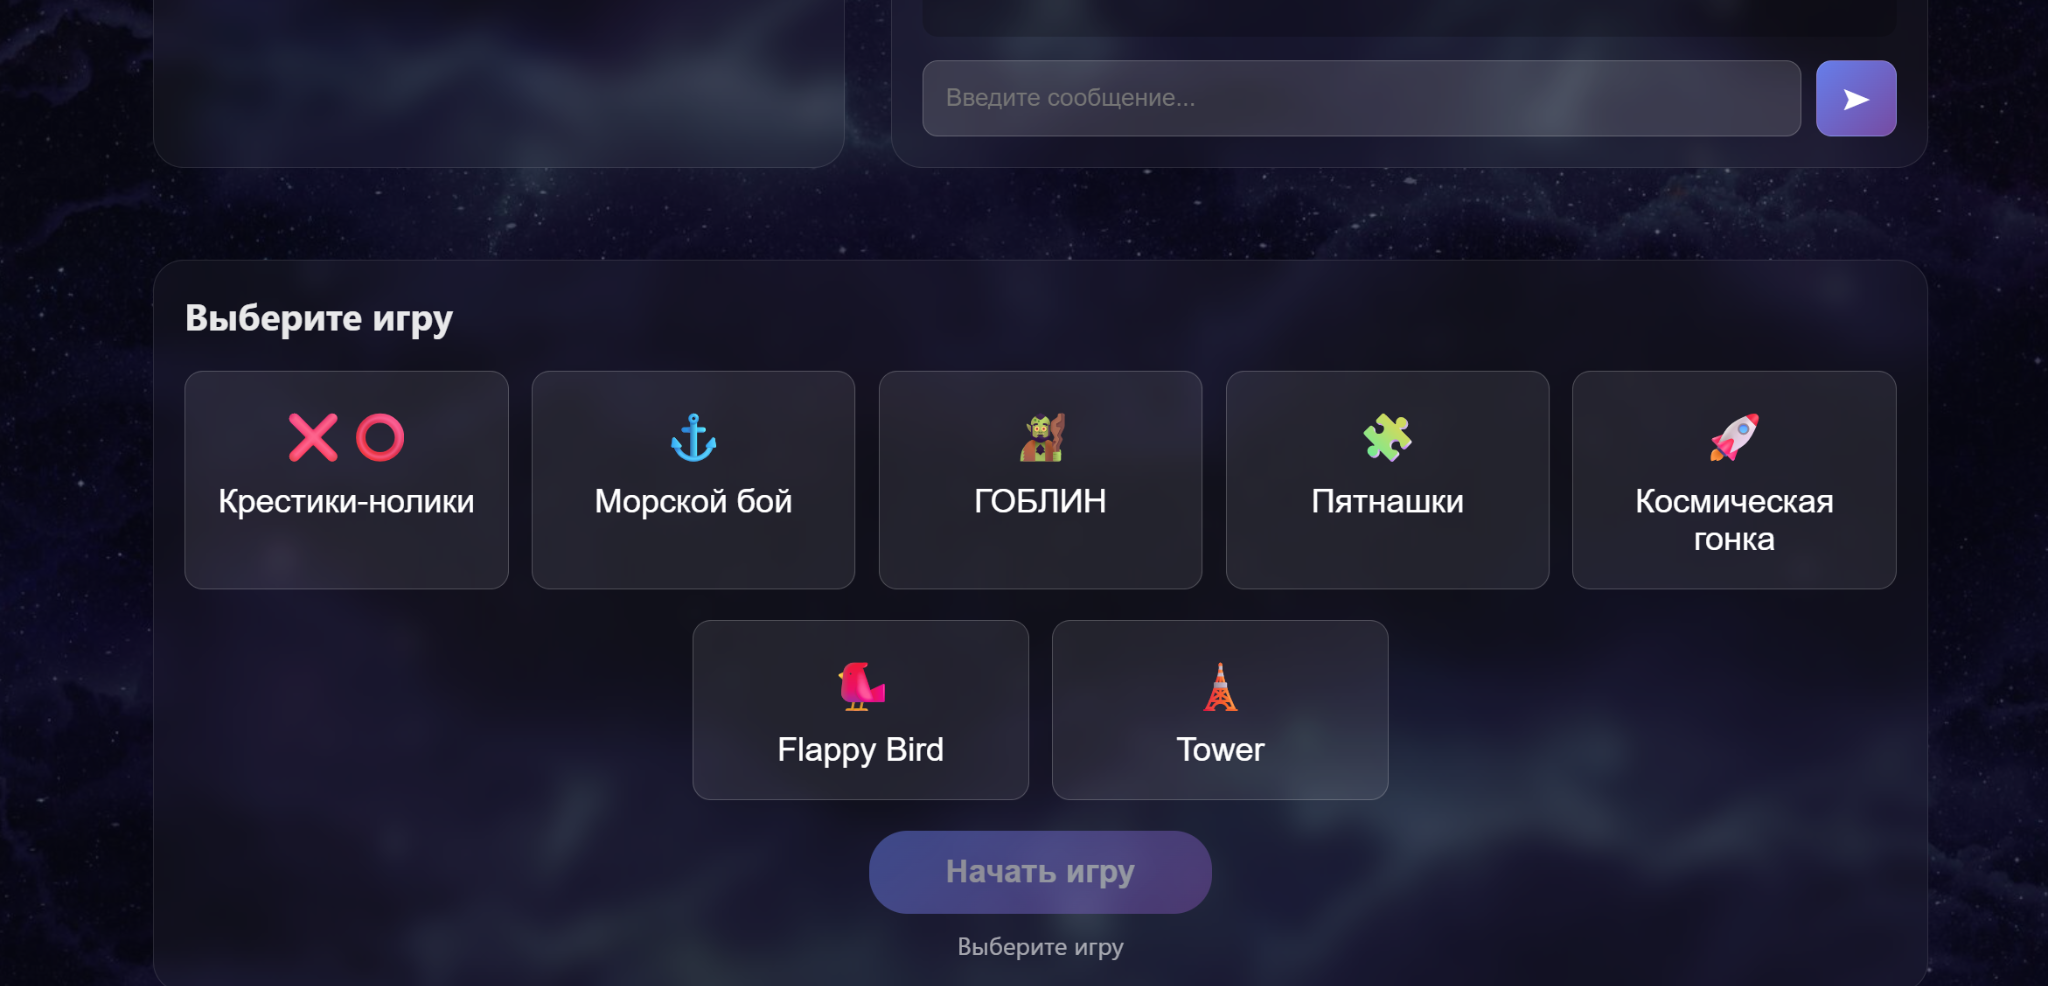 Введите сообщение...
Выберите игру
Крестики-нолики
Морской бой
ГОБЛИН
Пятнашки
Космическая
гонка
Flappy Bird
Tower
Начать игру
Выберите игру